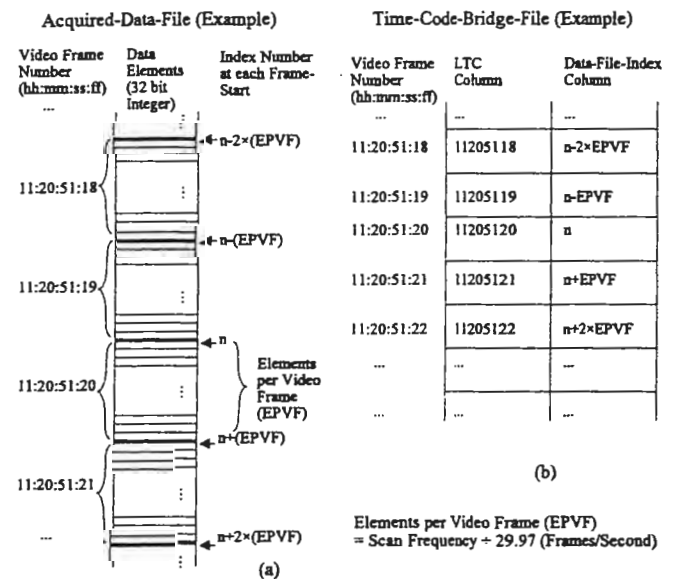 Acquired-Data-File (Example)
Video Frame
Number
(hh:mm:ss:ff)
Data
Elements
(32 bit
Integer)
Index Number
at each Frame-
Start
...
n-2×(EPVF)
11:20:51:18
n-(EPVF)
11:20:51:19
n
11:20:51:20
Elements
per Video
Frame
(EPVF)
n+(EPVF)
11:20:51:21
...
n+2×(EPVF)
(a)
Time-Code-Bridge-File (Example)
Video Frame
Number
(hh:mm:ss:ff)
LTC
Column
Data-File-Index
Column
... ... ...
11:20:51:18 11205118 n-2×EPVF
11:20:51:19 11205119 n-EPVF
11:20:51:20 11205120 n
11:20:51:21 11205121 n+EPVF
11:20:51:22 11205122 n+2×EPVF
... ... ...
... ... ...
(b)
Elements per Video Frame (EPVF)
= Scan Frequency ÷ 29.97 (Frames/Second)